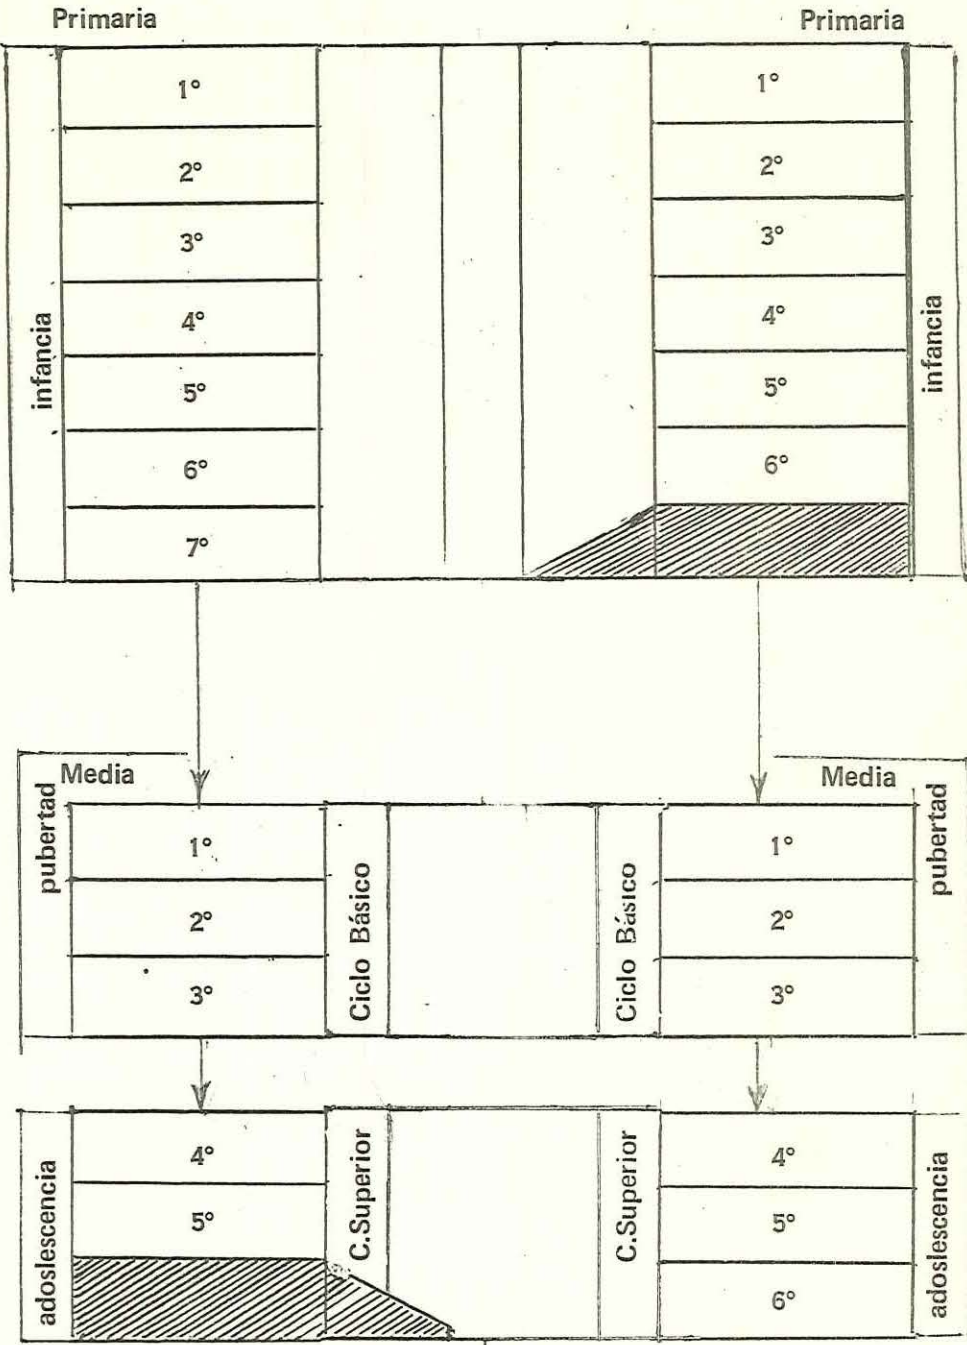 Primaria
Primaria
infancia
1°
2°
3°
4°
5°
6°
7°
1°
2°
3°
4°
5°
6°
infancia
Media
Media
pubertad
1°
2°
3°
Ciclo Básico
Ciclo Básico
1°
2°
3°
pubertad
adoslescencia
4°
5°
C.Superior
C.Superior
4°
5°
6°
adoslescencia